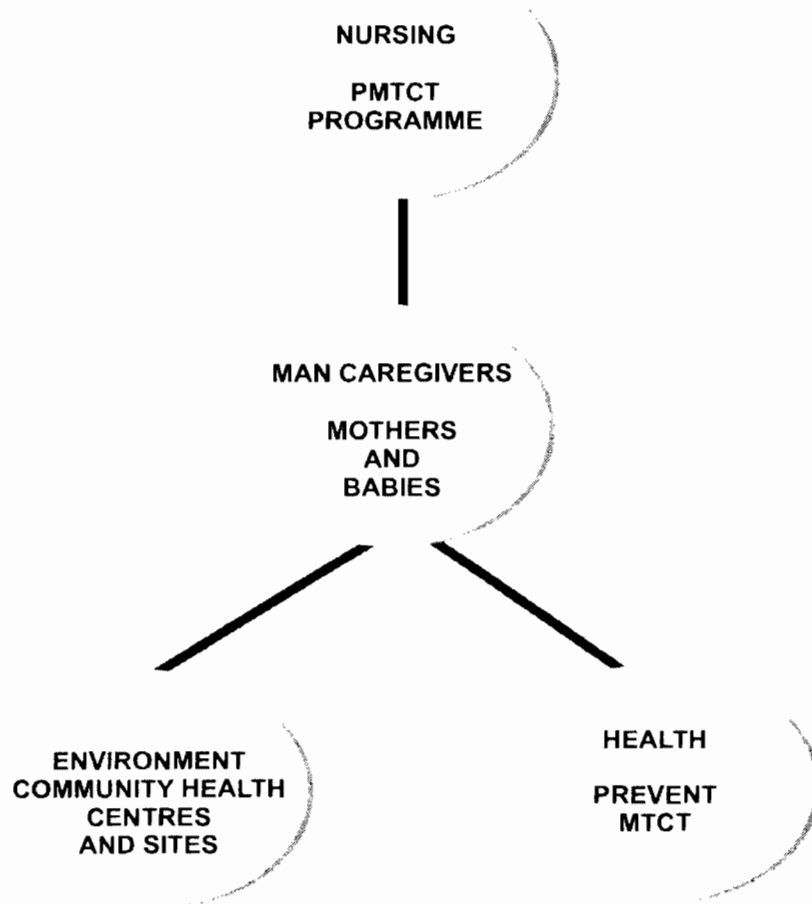 NURSING
PMTCT
PROGRAMME
MAN CAREGIVERS
MOTHERS
AND
BABIES
ENVIRONMENT
COMMUNITY HEALTH
CENTRES
AND SITES
HEALTH
PREVENT
MTCT